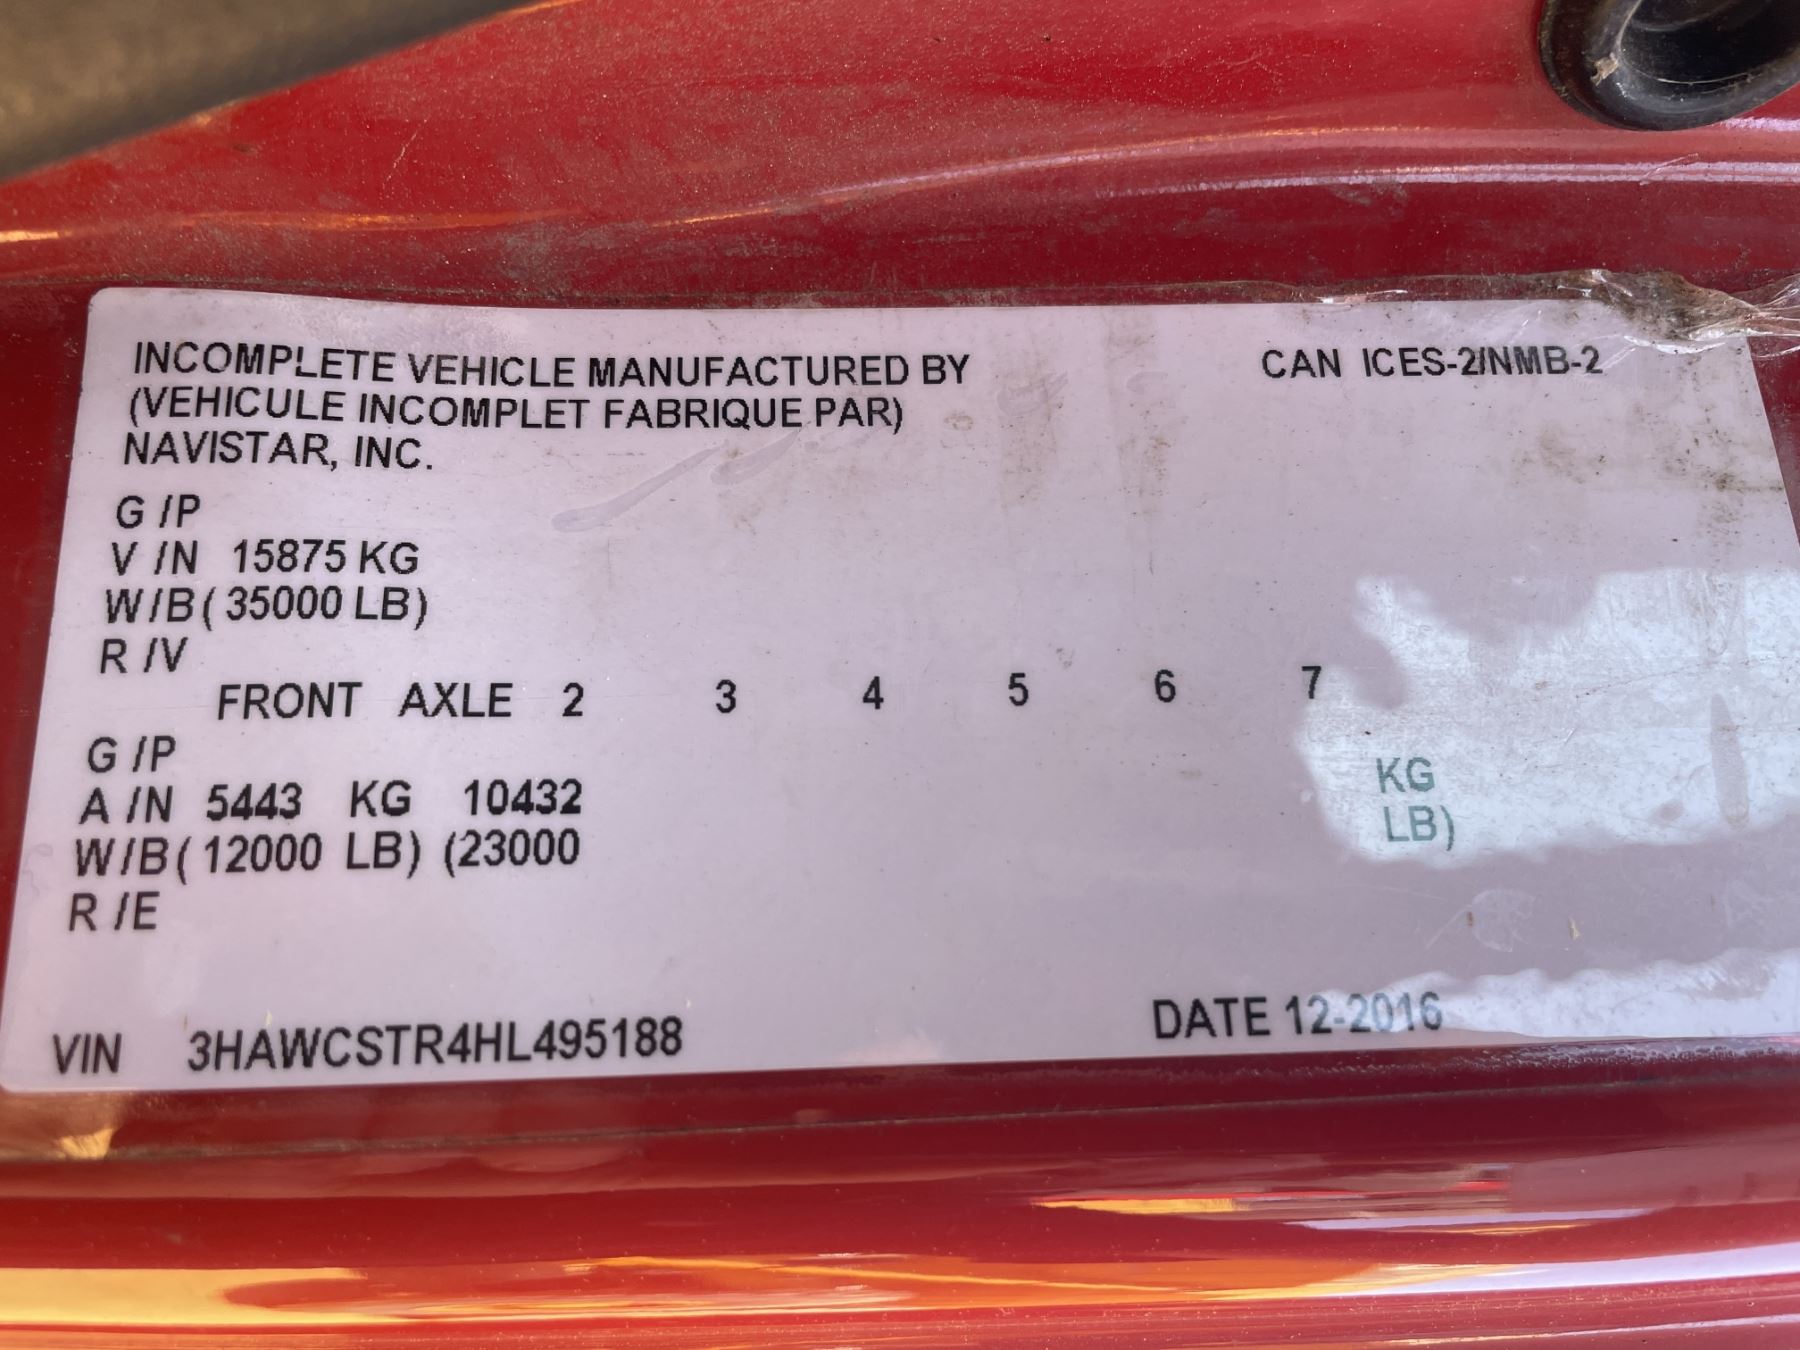 INCOMPLETE VEHICLE MANUFACTURED BY CAN ICES-2/NMB-2
(VEHICULE INCOMPLET FABRIQUE PAR)
NAVISTAR, INC.
G /P
V /N 15875 KG
W/B( 35000 LB)
R /V
FRONT AXLE 2 3 4 5 6 7
G /P
A /N 5443 KG 10432 KG
W/B( 12000 LB) (23000 LB)
R /E
VIN 3HAWCSTR4HL495188 DATE 12-2016